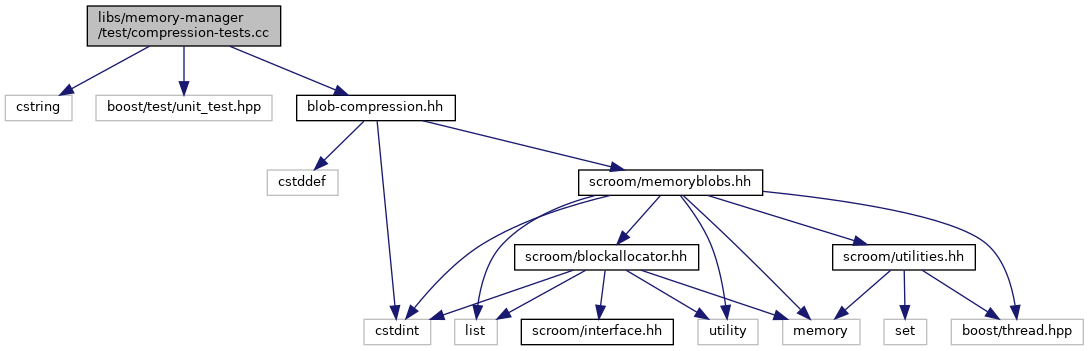 libs/memory-manager
/test/compression-tests.cc
cstring
boost/test/unit_test.hpp
blob-compression.hh
cstddef
scroom/memoryblobs.hh
scroom/blockallocator.hh
scroom/utilities.hh
cstdint
list
scroom/interface.hh
utility
memory
set
boost/thread.hpp